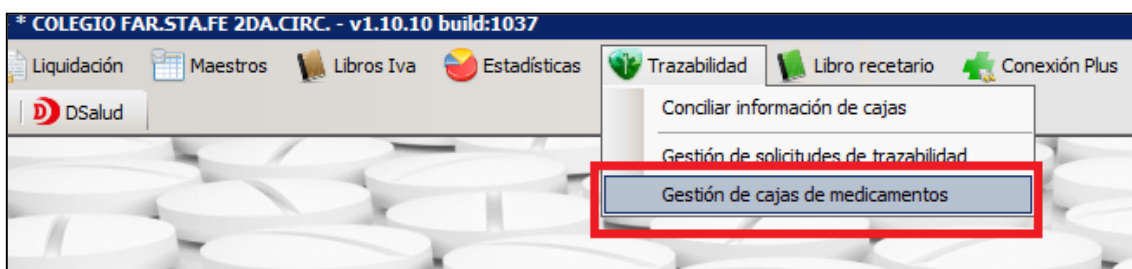 * COLEGIO FAR.STA.FE 2DA.CIRC. - v1.10.10 build:1037
Liquidación Maestros Libros Iva Estadísticas Trazabilidad Libro recetario Conexión Plus
DSalud
Conciliar información de cajas
Gestión de solicitudes de trazabilidad
Gestión de cajas de medicamentos